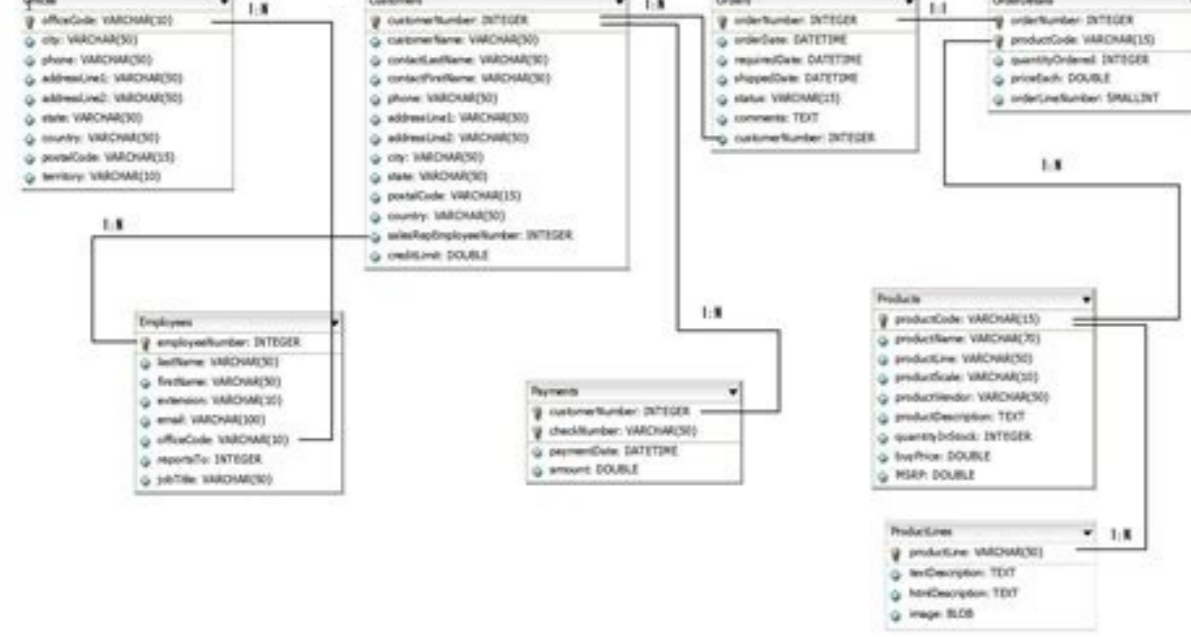 Offices
officeCode: VARCHAR(10)
city: VARCHAR(50)
phone: VARCHAR(50)
addressLine1: VARCHAR(50)
addressLine2: VARCHAR(50)
state: VARCHAR(50)
country: VARCHAR(50)
postalCode: VARCHAR(15)
territory: VARCHAR(10)
1:N
Customers
customerNumber: INTEGER
customerName: VARCHAR(50)
contactLastName: VARCHAR(50)
contactFirstName: VARCHAR(50)
phone: VARCHAR(50)
addressLine1: VARCHAR(50)
addressLine2: VARCHAR(50)
city: VARCHAR(50)
state: VARCHAR(50)
postalCode: VARCHAR(15)
country: VARCHAR(50)
salesRepEmployeeNumber: INTEGER
creditLimit: DOUBLE
1:N
Orders
orderNumber: INTEGER
orderDate: DATETIME
requiredDate: DATETIME
shippedDate: DATETIME
status: VARCHAR(15)
comments: TEXT
customerNumber: INTEGER
1:1
OrderDetails
orderNumber: INTEGER
productCode: VARCHAR(15)
quantityOrdered: INTEGER
priceEach: DOUBLE
orderLineNumber: SMALLINT
1:N
1:N
Employees
employeeNumber: INTEGER
lastName: VARCHAR(50)
firstName: VARCHAR(50)
extension: VARCHAR(10)
email: VARCHAR(100)
officeCode: VARCHAR(10)
reportsTo: INTEGER
jobTitle: VARCHAR(50)
1:N
Payments
customerNumber: INTEGER
checkNumber: VARCHAR(50)
paymentDate: DATETIME
amount: DOUBLE
Products
productCode: VARCHAR(15)
productName: VARCHAR(70)
productLine: VARCHAR(50)
productScale: VARCHAR(10)
productVendor: VARCHAR(50)
productDescription: TEXT
quantityInStock: INTEGER
buyPrice: DOUBLE
MSRP: DOUBLE
ProductLines
productLine: VARCHAR(50)
textDescription: TEXT
htmlDescription: TEXT
image: BLOB
1:N